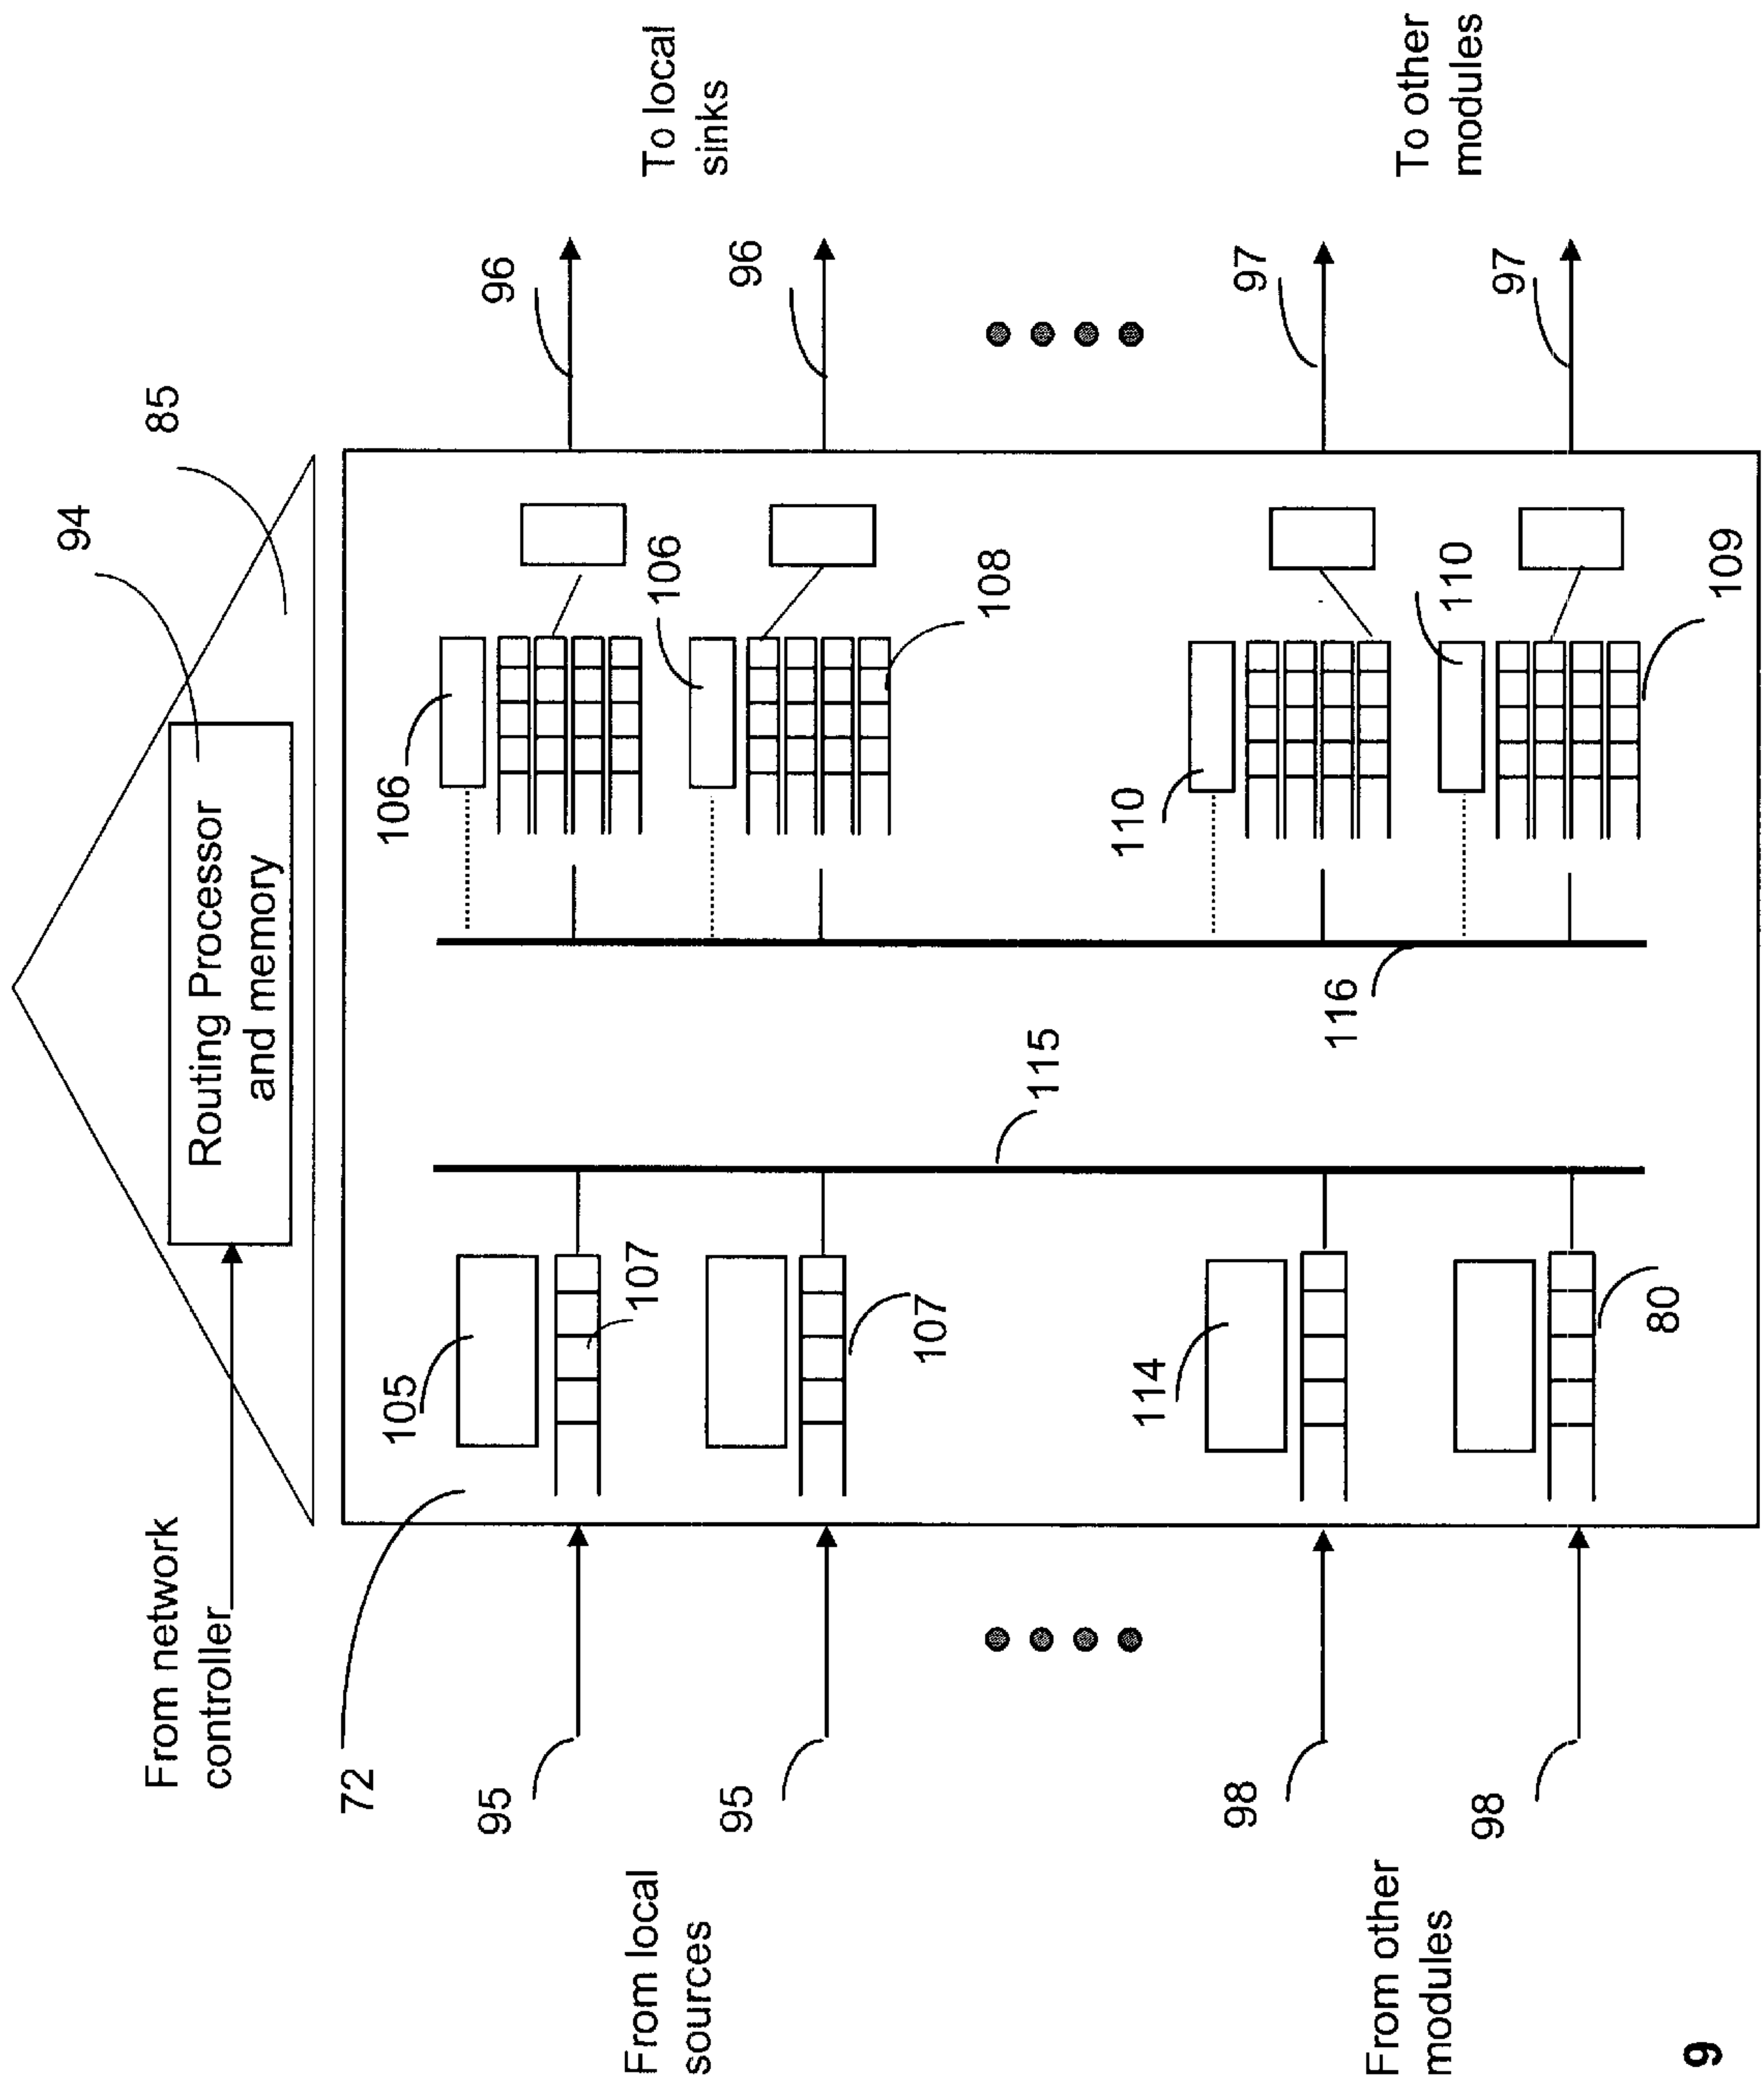 94
85
From network
controller
Routing Processor
and memory
72
105
106
96
95
107
From local
sources
To local
sinks
106
95
96
107
108
115
114
110
98
116
97
From other
modules
To other
modules
110
98
97
80
109
9